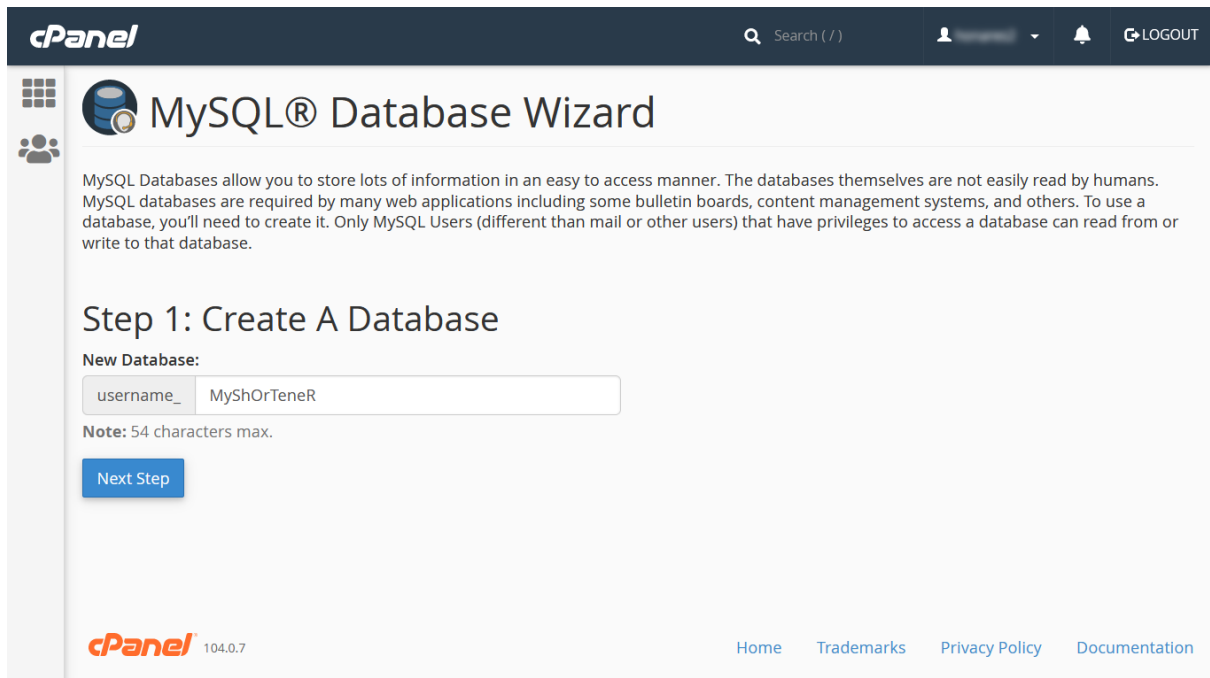 cPanel
Search ( / )
LOGOUT
MySQL® Database Wizard
MySQL Databases allow you to store lots of information in an easy to access manner. The databases themselves are not easily read by humans.
MySQL databases are required by many web applications including some bulletin boards, content management systems, and others. To use a
database, you’ll need to create it. Only MySQL Users (different than mail or other users) that have privileges to access a database can read from or
write to that database.
Step 1: Create A Database
New Database:
username_ MyShOrTeneR
Note: 54 characters max.
Next Step
cPanel® 104.0.7
Home Trademarks Privacy Policy Documentation